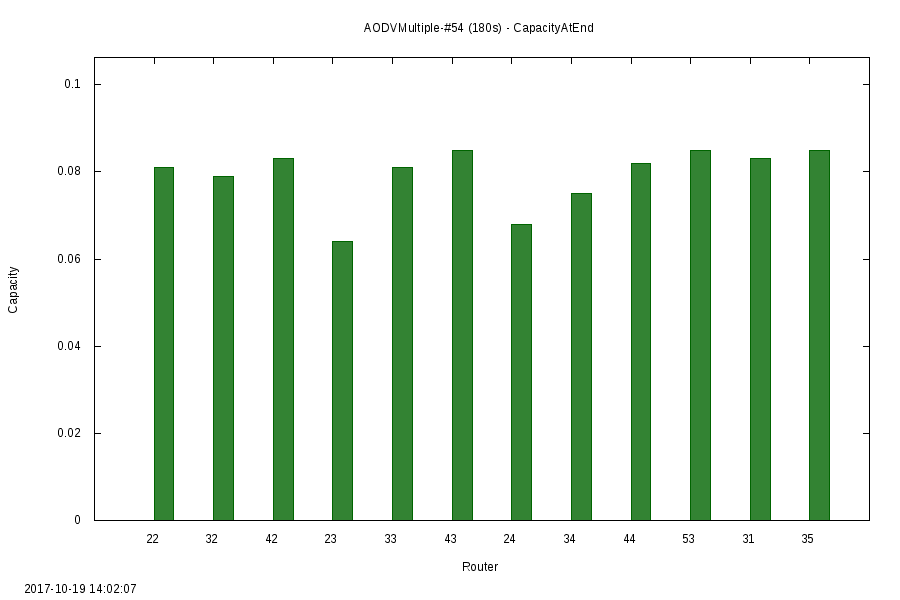 AODVMultiple-#54 (180s) - CapacityAtEnd
0.1
0.08
0.06
0.04
0.02
0
Capacity
22 32 42 23 33 43 24 34 44 53 31 35
Router
2017-10-19 14:02:07